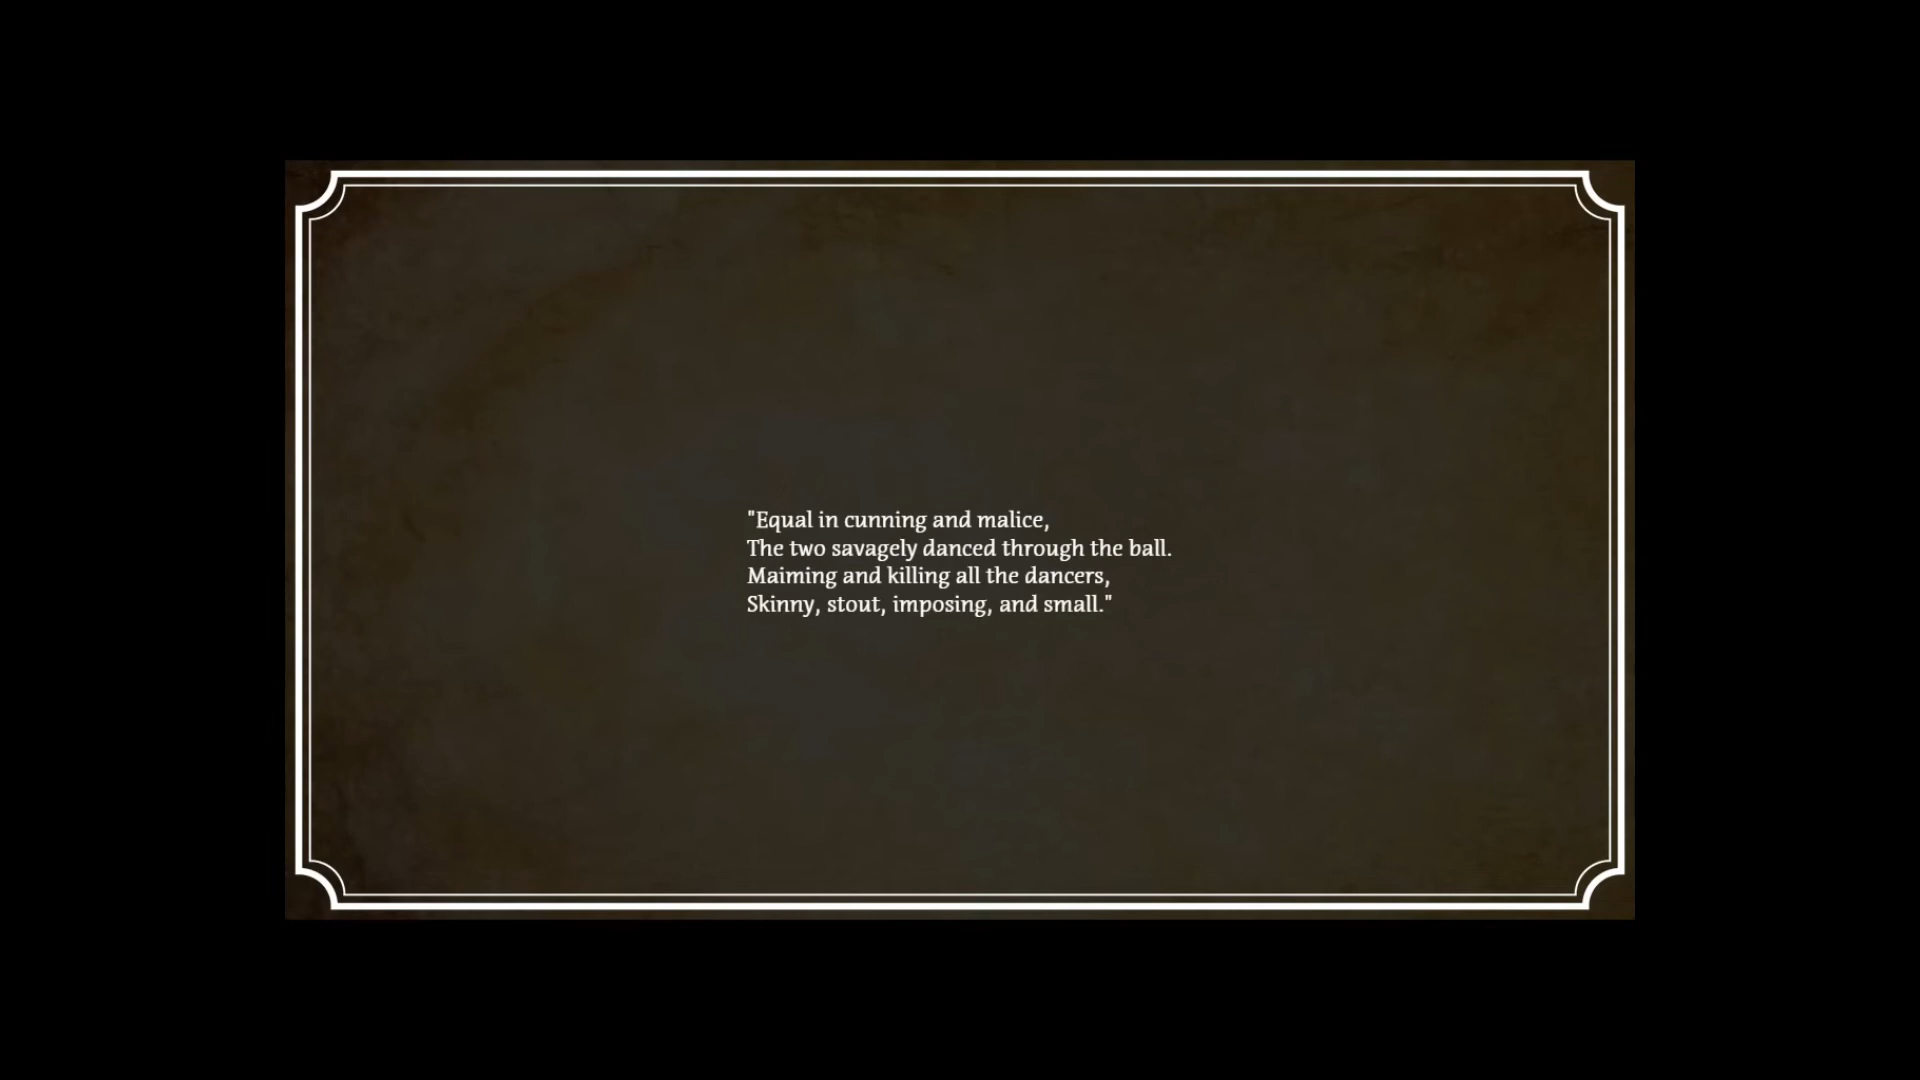 "Equal in cunning and malice,
The two savagely danced through the ball.
Maiming and killing all the dancers,
Skinny, stout, imposing, and small."